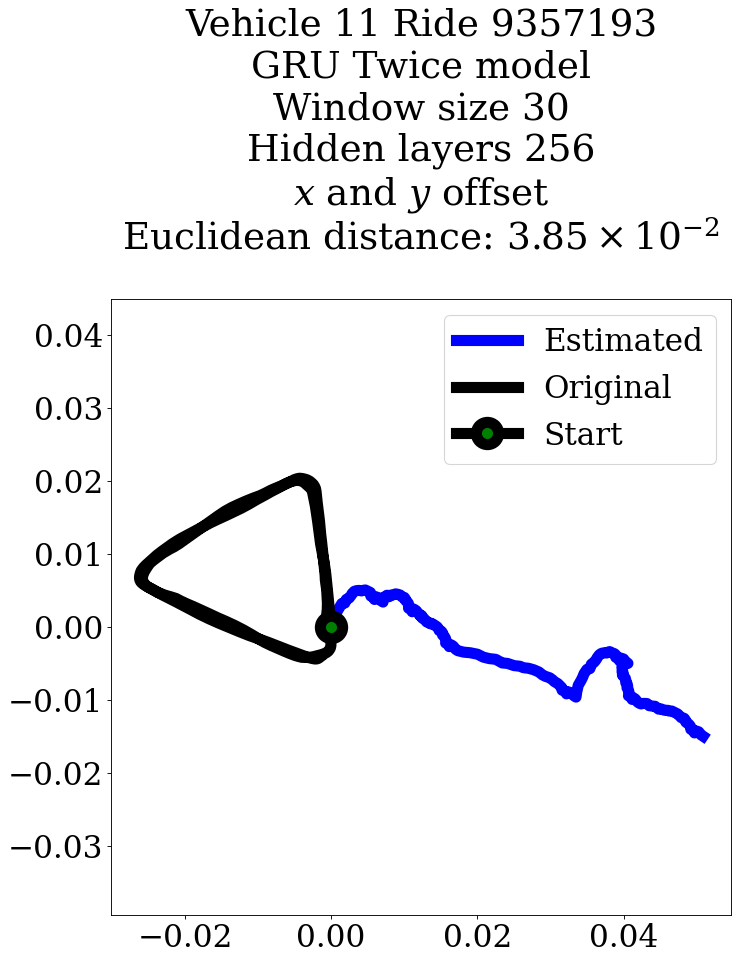 Vehicle 11 Ride 9357193
GRU Twice model
Window size 30
Hidden layers 256
x and y offset
Euclidean distance: 3.85 × 10⁻²
Estimated
Original
Start
0.04
0.03
0.02
0.01
0.00
−0.01
−0.02
−0.03
−0.02 0.00 0.02 0.04